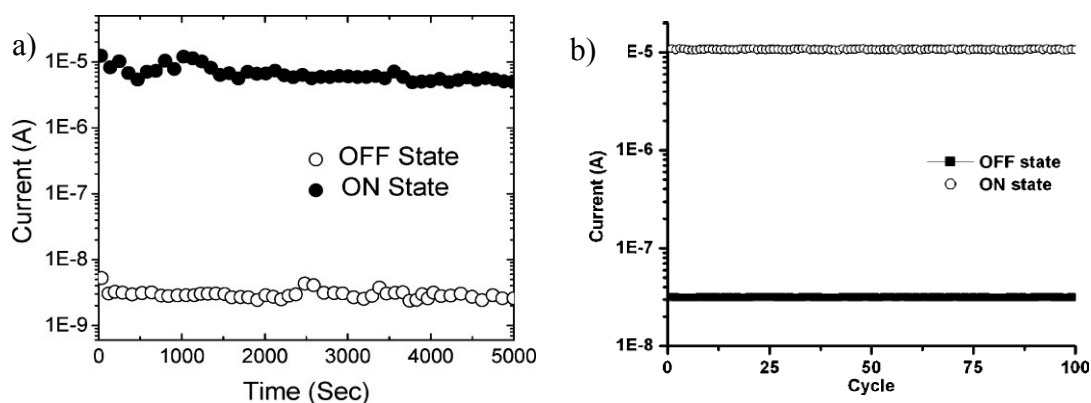 a)
Current (A)
1E-5
1E-6
1E-7
1E-8
1E-9
OFF State
ON State
0 1000 2000 3000 4000 5000
Time (Sec)
b)
Current (A)
1E-5
1E-6
1E-7
1E-8
OFF state
ON state
0 25 50 75 100
Cycle